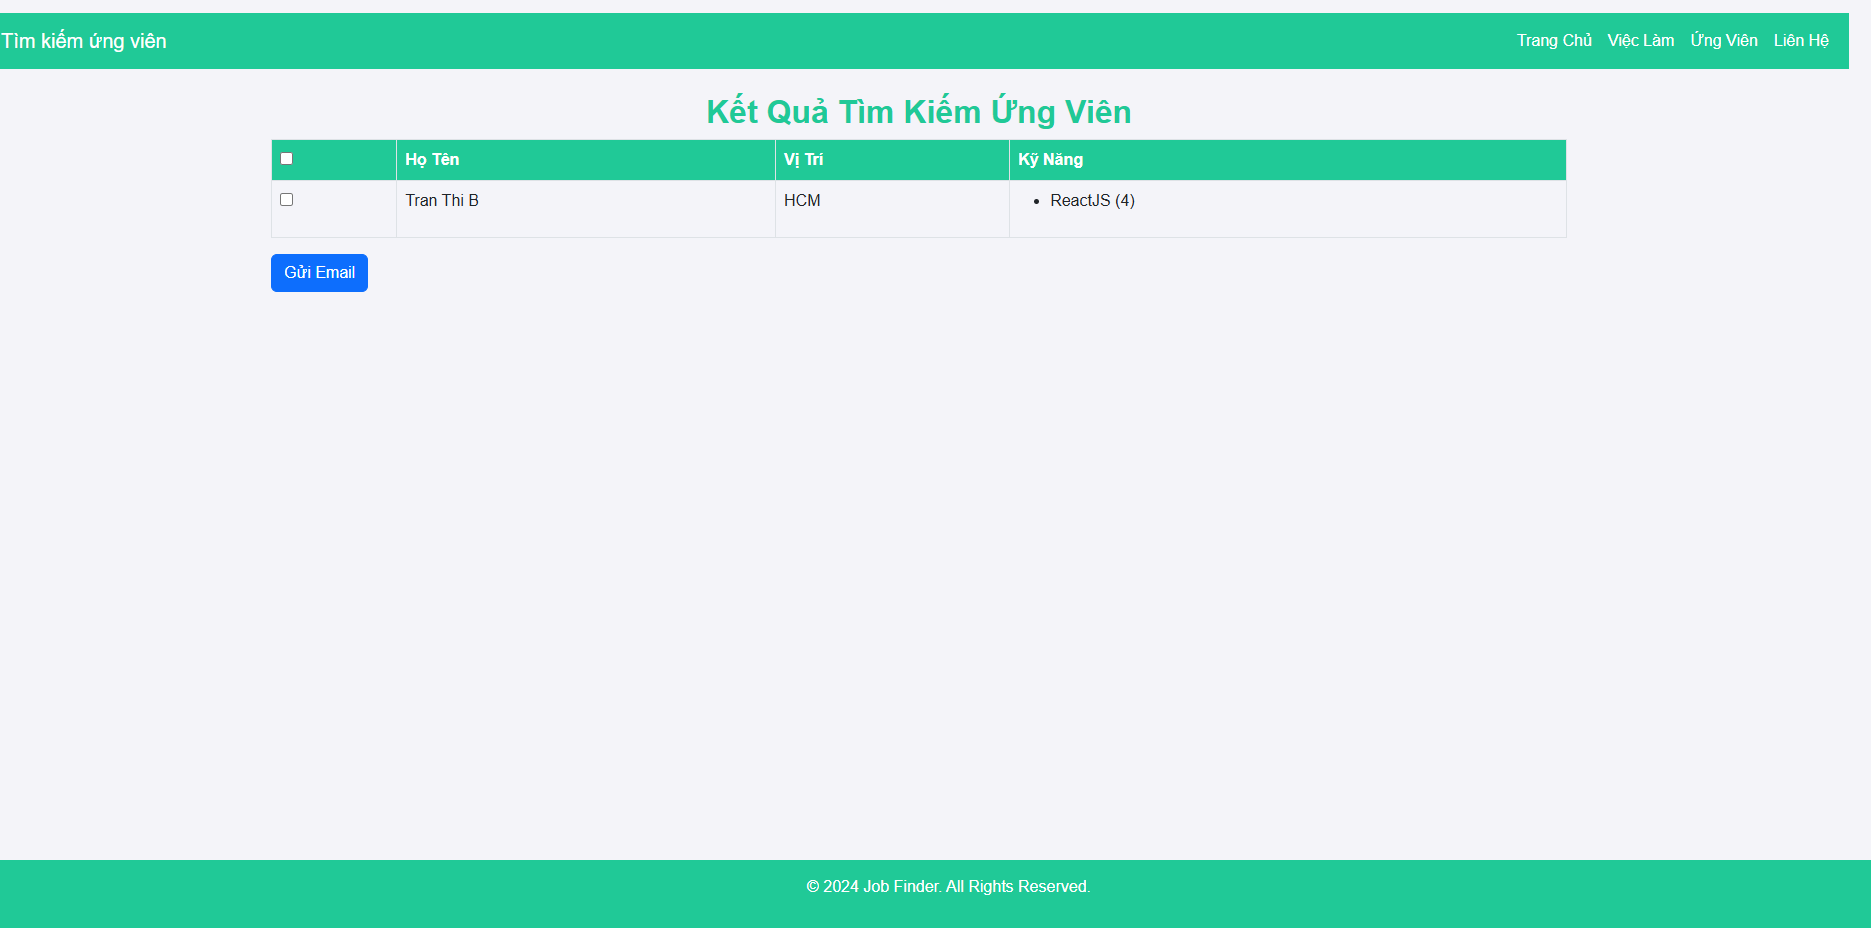 Tìm kiếm ứng viên
Trang Chủ Việc Làm Ứng Viên Liên Hệ
Kết Quả Tìm Kiếm Ứng Viên
Họ Tên Vị Trí Kỹ Năng
Tran Thi B HCM • ReactJS (4)
Gửi Email
© 2024 Job Finder. All Rights Reserved.